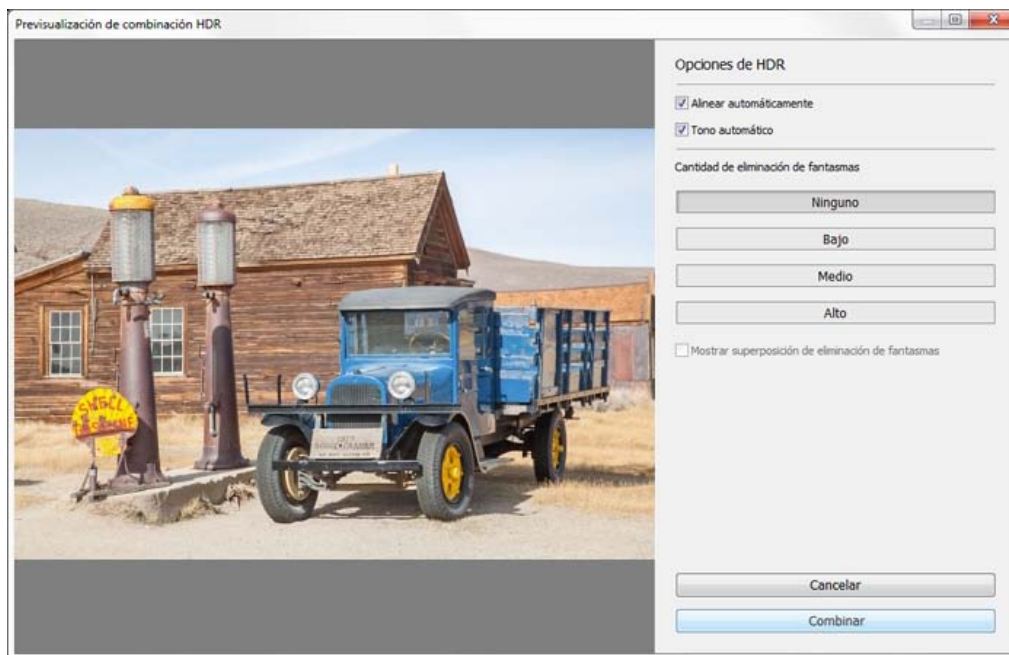 Previsualización de combinación HDR
Opciones de HDR
Alinear automáticamente
Tono automático
Cantidad de eliminación de fantasmas
Ninguno
Bajo
Medio
Alto
Mostrar superposición de eliminación de fantasmas
Cancelar
Combinar